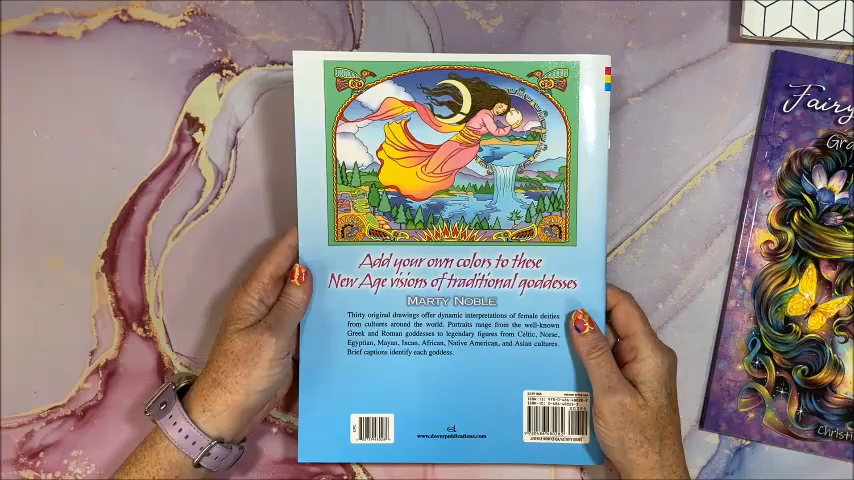 Add your own colors to these
New Age visions of traditional goddesses
MARTY NOBLE
Thirty original drawings offer dynamic interpretations of female deities
from cultures around the world. Portraits range from the well-known
Greek and Roman goddesses to legendary figures from Celtic, Norse,
Egyptian, Mayan, Incan, African, Native American, and Asian cultures.
Brief captions identify each goddess.
www.doverpublications.com
UPC
Fairy
Gra
Christi